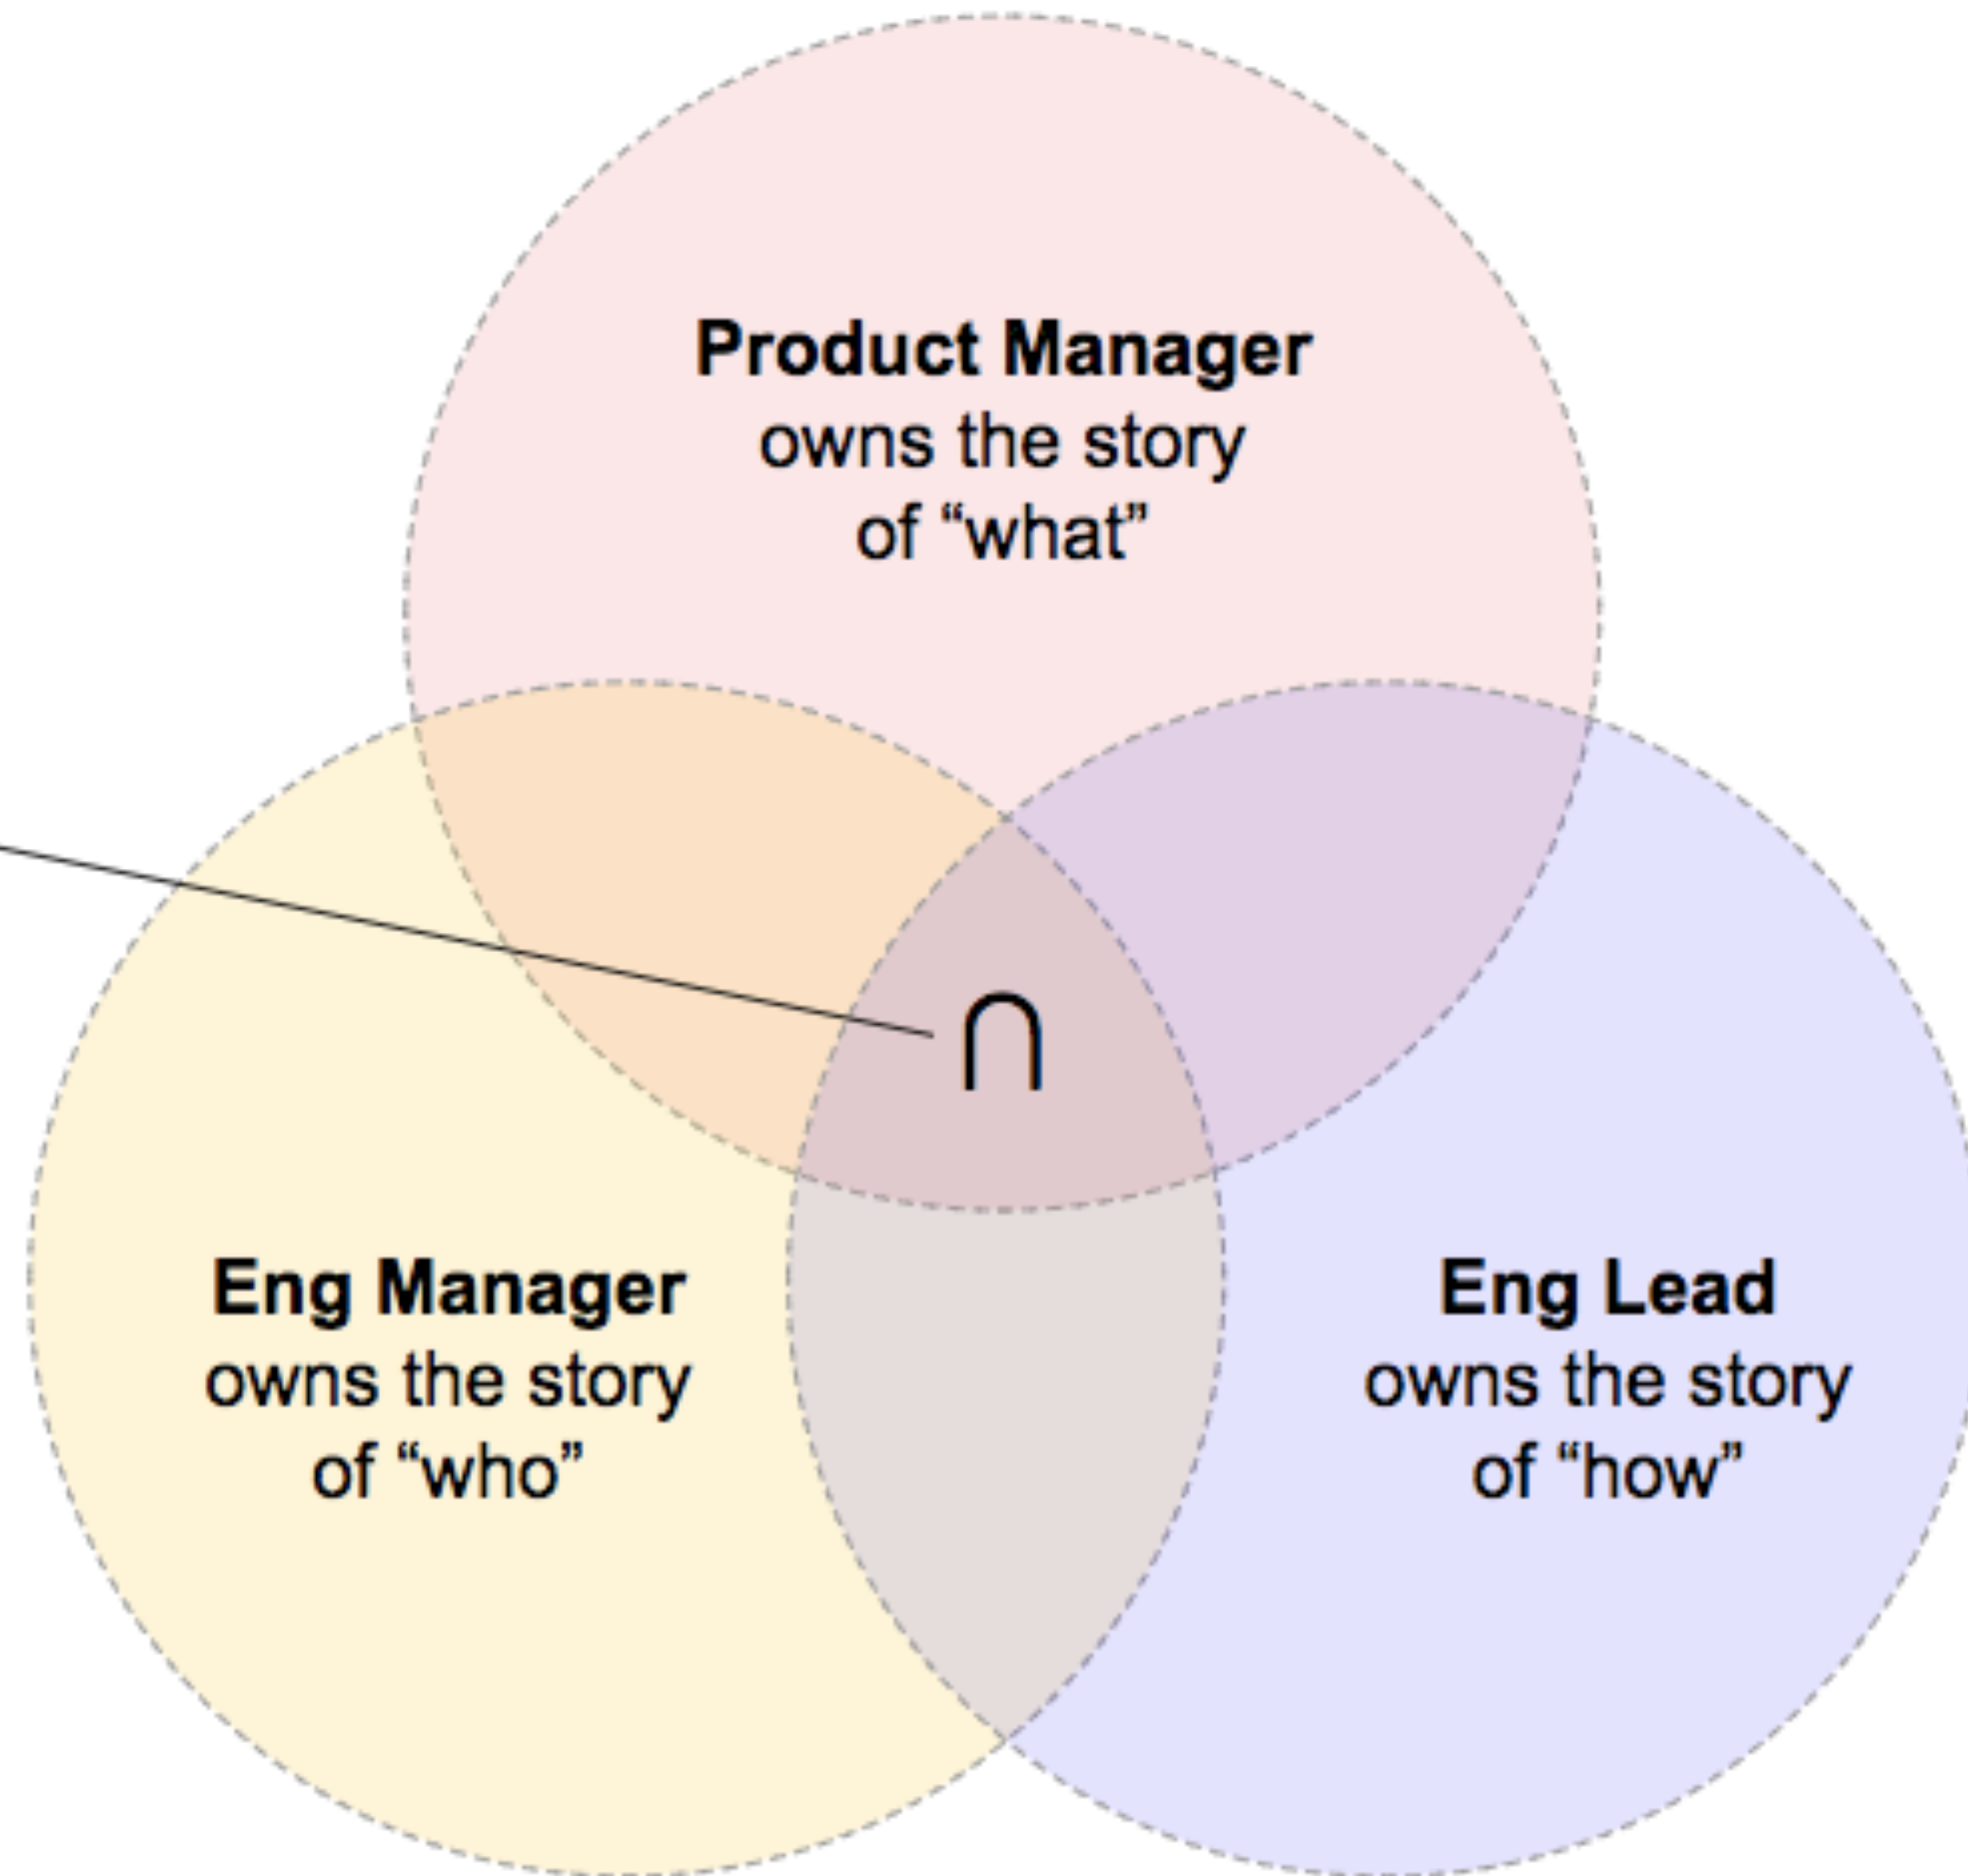 Product Manager
owns the story
of “what”
∩
Eng Manager
owns the story
of “who”
Eng Lead
owns the story
of “how”